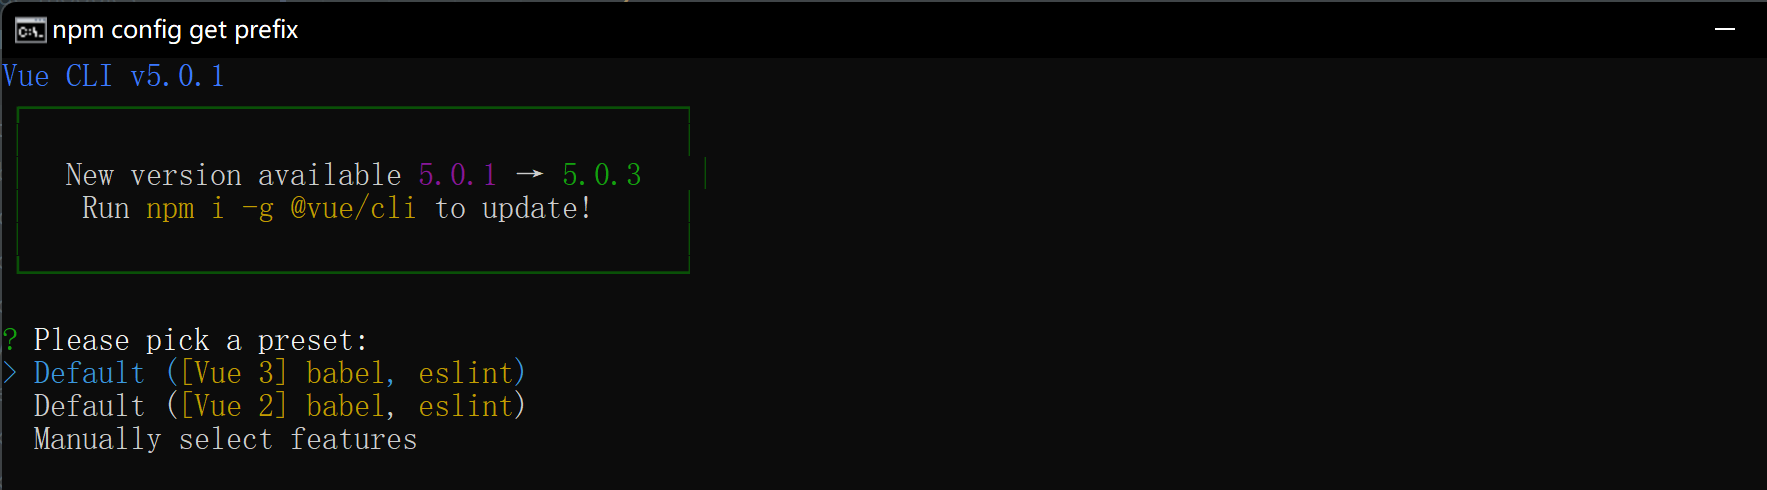 npm config get prefix
Vue CLI v5.0.1
New version available 5.0.1 → 5.0.3
Run npm i -g @vue/cli to update!
? Please pick a preset:
> Default ([Vue 3] babel, eslint)
Default ([Vue 2] babel, eslint)
Manually select features